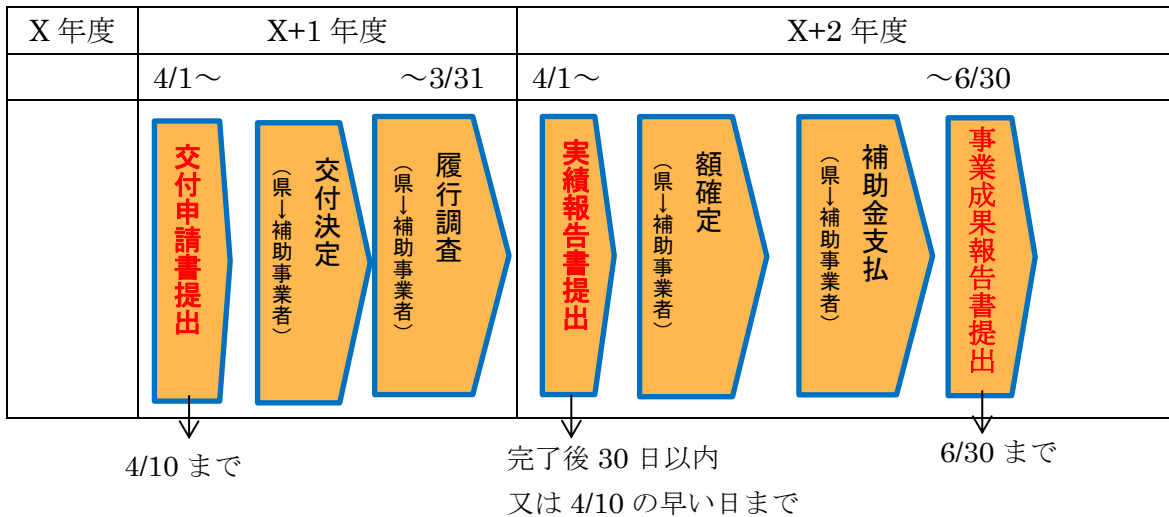 X 年度
X+1 年度
X+2 年度
4/1～
～3/31
4/1～
～6/30
交付申請書提出
交付決定
（県→補助事業者）
履行調査
（県→補助事業者）
実績報告書提出
額確定
（県→補助事業者）
補助金支払
（県→補助事業者）
事業成果報告書提出
4/10 まで
完了後 30 日以内
又は 4/10 の早い日まで
6/30 まで